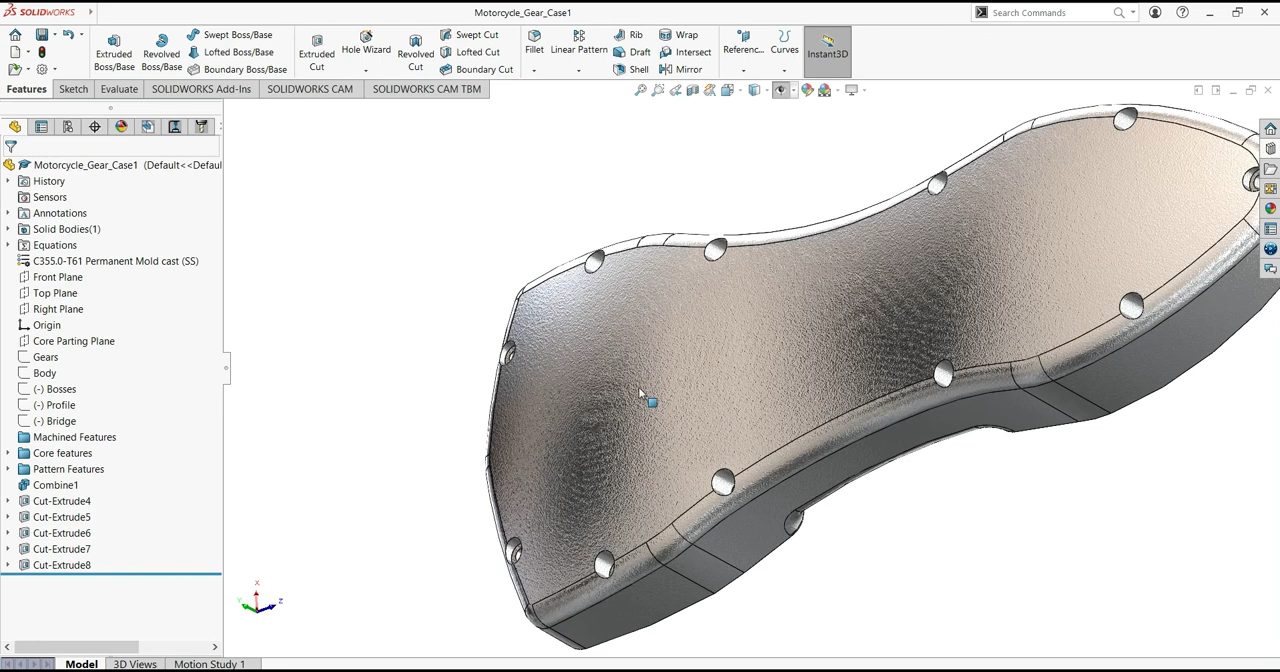 SOLIDWORKS
Motorcycle_Gear_Case1
Search Commands
Extruded Boss/Base
Revolved Boss/Base
Swept Boss/Base
Lofted Boss/Base
Boundary Boss/Base
Extruded Cut
Hole Wizard
Revolved Cut
Swept Cut
Lofted Cut
Boundary Cut
Fillet
Linear Pattern
Rib
Draft
Shell
Wrap
Intersect
Mirror
Referenc...
Curves
Instant3D
Features
Sketch
Evaluate
SOLIDWORKS Add-Ins
SOLIDWORKS CAM
SOLIDWORKS CAM TBM
Motorcycle_Gear_Case1 (Default<<Defaul
History
Sensors
Annotations
Solid Bodies(1)
Equations
C355.0-T61 Permanent Mold cast (SS)
Front Plane
Top Plane
Right Plane
Origin
Core Parting Plane
Gears
Body
(-) Bosses
(-) Profile
(-) Bridge
Machined Features
Core features
Pattern Features
Combine1
Cut-Extrude4
Cut-Extrude5
Cut-Extrude6
Cut-Extrude7
Cut-Extrude8
X
Y
Z
Model
3D Views
Motion Study 1